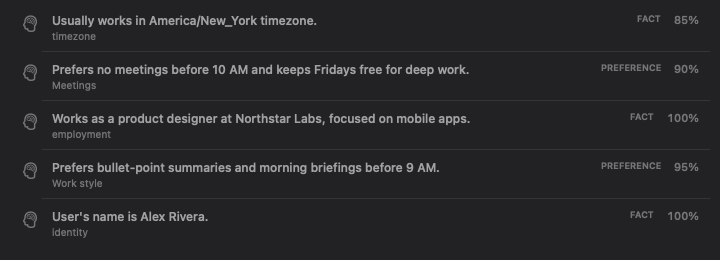 Usually works in America/New_York timezone. FACT 85%
timezone
Prefers no meetings before 10 AM and keeps Fridays free for deep work. PREFERENCE 90%
Meetings
Works as a product designer at Northstar Labs, focused on mobile apps. FACT 100%
employment
Prefers bullet-point summaries and morning briefings before 9 AM. PREFERENCE 95%
Work style
User's name is Alex Rivera. FACT 100%
identity